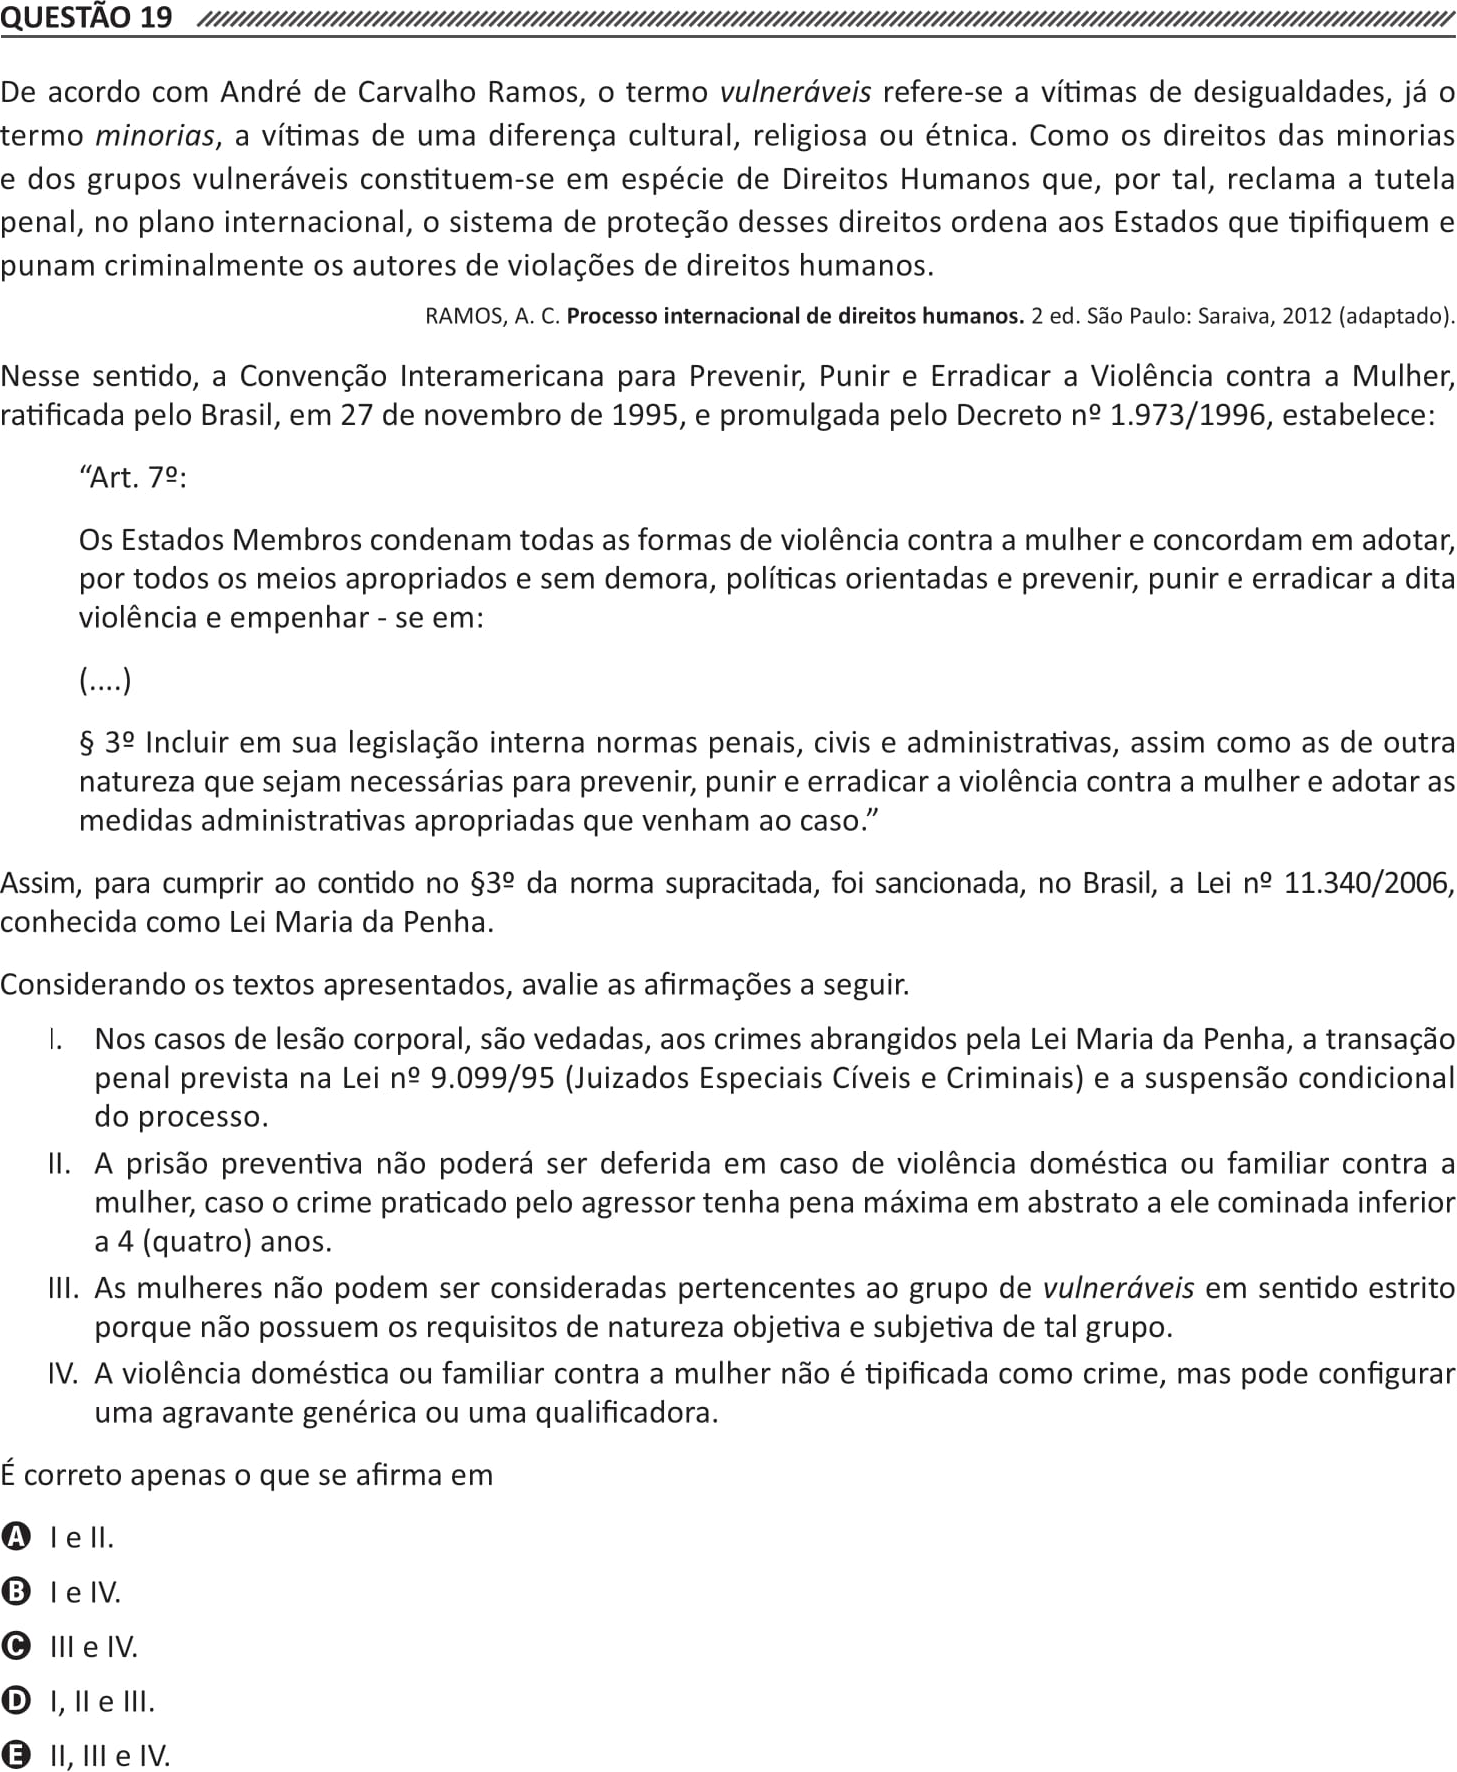 QUESTÃO 19
De acordo com André de Carvalho Ramos, o termo vulneráveis refere-se a vítimas de desigualdades, já o
termo minorias, a vítimas de uma diferença cultural, religiosa ou étnica. Como os direitos das minorias
e dos grupos vulneráveis constituem-se em espécie de Direitos Humanos que, por tal, reclama a tutela
penal, no plano internacional, o sistema de proteção desses direitos ordena aos Estados que tipifiquem e
punam criminalmente os autores de violações de direitos humanos.
RAMOS, A. C. Processo internacional de direitos humanos. 2 ed. São Paulo: Saraiva, 2012 (adaptado).
Nesse sentido, a Convenção Interamericana para Prevenir, Punir e Erradicar a Violência contra a Mulher,
ratificada pelo Brasil, em 27 de novembro de 1995, e promulgada pelo Decreto nº 1.973/1996, estabelece:
“Art. 7º:
Os Estados Membros condenam todas as formas de violência contra a mulher e concordam em adotar,
por todos os meios apropriados e sem demora, políticas orientadas e prevenir, punir e erradicar a dita
violência e empenhar - se em:
(....)
§ 3º Incluir em sua legislação interna normas penais, civis e administrativas, assim como as de outra
natureza que sejam necessárias para prevenir, punir e erradicar a violência contra a mulher e adotar as
medidas administrativas apropriadas que venham ao caso.”
Assim, para cumprir ao contido no §3º da norma supracitada, foi sancionada, no Brasil, a Lei nº 11.340/2006,
conhecida como Lei Maria da Penha.
Considerando os textos apresentados, avalie as afirmações a seguir.
I. Nos casos de lesão corporal, são vedadas, aos crimes abrangidos pela Lei Maria da Penha, a transação
penal prevista na Lei nº 9.099/95 (Juizados Especiais Cíveis e Criminais) e a suspensão condicional
do processo.
II. A prisão preventiva não poderá ser deferida em caso de violência doméstica ou familiar contra a
mulher, caso o crime praticado pelo agressor tenha pena máxima em abstrato a ele cominada inferior
a 4 (quatro) anos.
III. As mulheres não podem ser consideradas pertencentes ao grupo de vulneráveis em sentido estrito
porque não possuem os requisitos de natureza objetiva e subjetiva de tal grupo.
IV. A violência doméstica ou familiar contra a mulher não é tipificada como crime, mas pode configurar
uma agravante genérica ou uma qualificadora.
É correto apenas o que se afirma em
A I e II.
B I e IV.
C III e IV.
D I, II e III.
E II, III e IV.